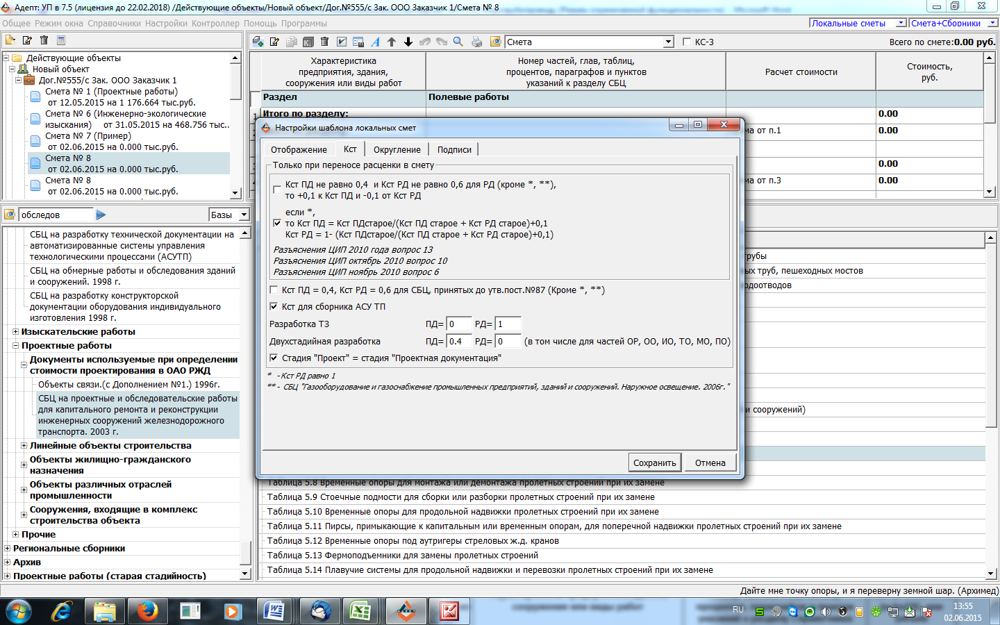 Адепт: УП в 7.5 (лицензия до 22.02.2018) /Действующие объекты/Новый объект/Дог.№555/с Зак. ООО Заказчик 1/Смета № 8
Общее Режим окна Справочники Настройки Контроллер Помощь Программы
Локальные сметы
Смета+Сборники
Смета
КС-3
Всего по смете:0.00 руб.
Действующие объекты
Новый объект
Дог.№555/с Зак. ООО Заказчик 1
Смета № 1 (Проектные работы)
от 12.05.2015 на 1 176.664 тыс.руб.
Смета № 6 (Инженерно-экологические
изыскания) от 31.05.2015 на 468.756 тыс..
Смета № 7 (Пример)
от 02.06.2015 на 0.000 тыс.руб.
Смета № 8
от 02.06.2015 на 0.000 тыс.руб.
Смета № 8
от 02.06.2015 на 0.000 тыс.руб.
Характеристика
предприятия, здания,
сооружения или виды работ
Номер частей, глав, таблиц,
процентов, параграфов и пунктов
указаний к разделу СБЦ
Расчет стоимости
Стоимость,
руб.
Раздел
Полевые работы
1
Итого по разделу:
0.00
ма от п.1
0.00
0.00
ма от п.3
0.00
обследов
Базы
СБЦ на разработку технической документации на
автоматизированные системы управления
технологическими процессами (АСУТП)
СБЦ на обмерные работы и обследования зданий
и сооружений. 1998 г.
СБЦ на разработку конструкторской
документации оборудования индивидуального
изготовления 1998 г.
Изыскательские работы
Проектные работы
Документы используемые при определении
стоимости проектирования в ОАО РЖД
Объекты связи.(с Дополнением №1.) 1996г.
СБЦ на проектные и обследовательские работы
для капитального ремонта и реконструкции
инженерных сооружений железнодорожного
транспорта. 2003 г.
Линейные объекты строительства
Объекты жилищно-гражданского
назначения
Объекты различных отраслей
промышленности
Сооружения, входящие в комплекс
строительства объекта
Прочие
Региональные сборники
Архив
Проектные работы (старая стадийность)
Настройки шаблона локальных смет
Отображение
Кст
Округление
Подписи
Только при переносе расценки в смету
Кст ПД не равно 0,4 и Кст РД не равно 0,6 для РД (кроме *, **),
то +0,1 к Кст ПД и -0,1 от Кст РД
если *,
то Кст ПД = Кст ПДстарое/(Кст ПД старое + Кст РД старое)+0,1
Кст РД = 1- (Кст ПДстарое/(Кст ПД старое + Кст РД старое)+0,1)
Разъяснения ЦИП 2010 года вопрос 13
Разъяснения ЦИП октябрь 2010 вопрос 10
Разъяснения ЦИП ноябрь 2010 вопрос 6
Кст ПД = 0,4, Кст РД = 0,6 для СБЦ, принятых до утв.пост.№87 (Кроме *, **)
Кст для сборника АСУ ТП
Разработка ТЗ ПД= 0 РД= 1
Двухстадийная разработка ПД= 0.4 РД= 0 (в том числе для частей ОР, ОО, ИО, ТО, МО, ПО)
Стадия "Проект" = стадия "Проектная документация"
* - Кст РД равно 1
** - СБЦ "Газооборудование и газоснабжение промышленных предприятий, зданий и сооружений. Наружное освещение. 2006г."
Сохранить
Отмена
трубы
ых труб, пешеходных мостов
одоотводов
и сооружений)
Таблица 5.8 Временные опоры для монтажа или демонтажа пролетных строений при их замене
Таблица 5.9 Стоечные подмости для сборки или разборки пролетных строений при их замене
Таблица 5.10 Временные опоры для продольной надвижки пролетных строений при их замене
Таблица 5.11 Пирсы, примыкающие к капитальным или временным опорам, для поперечной надвижки пролетных строений при их замене
Таблица 5.12 Временные опоры под аутригеры стреловых ж.д. кранов
Таблица 5.13 Фермоподъемники для замены пролетных строений
Таблица 5.14 Плавучие системы для продольной надвижки и перевозки пролетных строений при их замене
Дайте мне точку опоры, и я переверну земной шар. (Архимед)
RU
13:55
02.06.2015